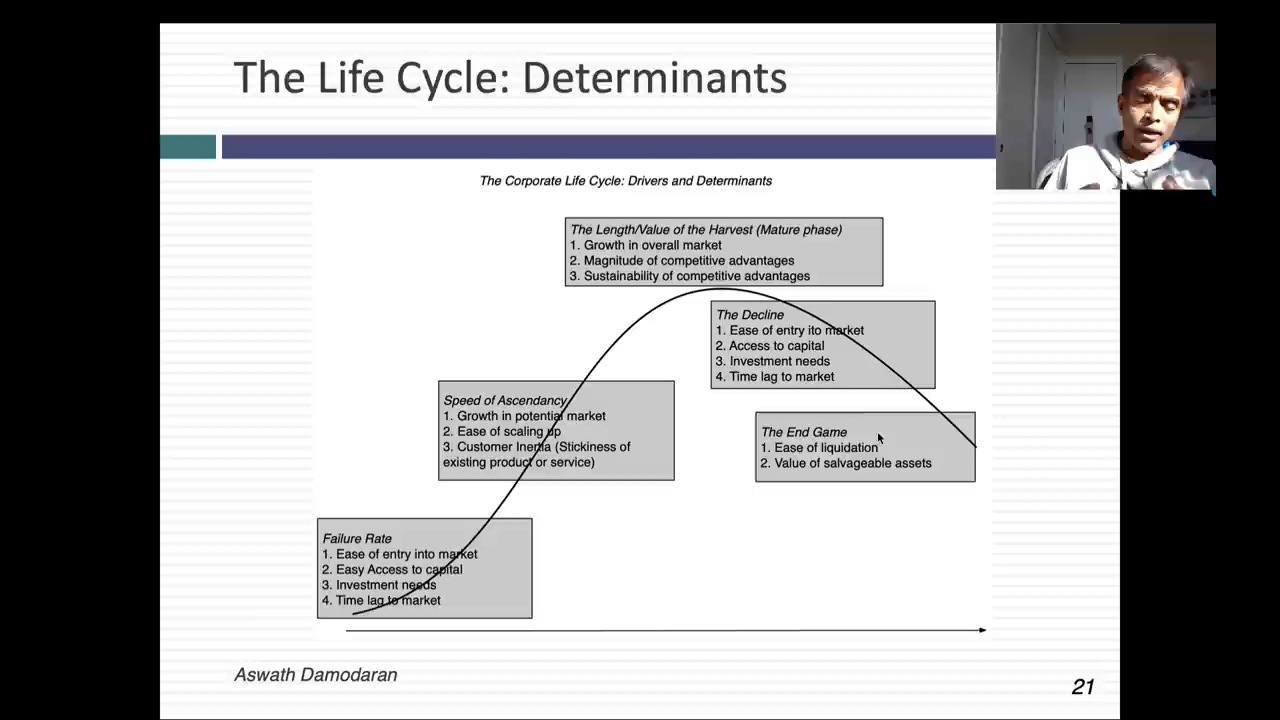 The Life Cycle: Determinants
The Corporate Life Cycle: Drivers and Determinants
The Length/Value of the Harvest (Mature phase)
1. Growth in overall market
2. Magnitude of competitive advantages
3. Sustainability of competitive advantages
The Decline
1. Ease of entry ito market
2. Access to capital
3. Investment needs
4. Time lag to market
Speed of Ascendancy
1. Growth in potential market
2. Ease of scaling up
3. Customer Inertia (Stickiness of
existing product or service)
The End Game
1. Ease of liquidation
2. Value of salvageable assets
Failure Rate
1. Ease of entry into market
2. Easy Access to capital
3. Investment needs
4. Time lag to market
Aswath Damodaran
21